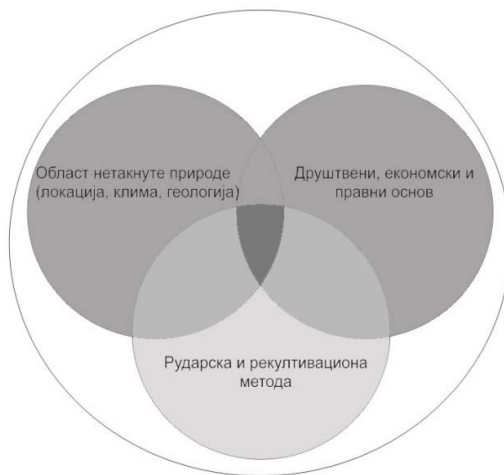 Област нетакнуте природе
(локација, клима, геологија)
Друштвени, економски и
правни основ
Рударска и рекултивациона
метода